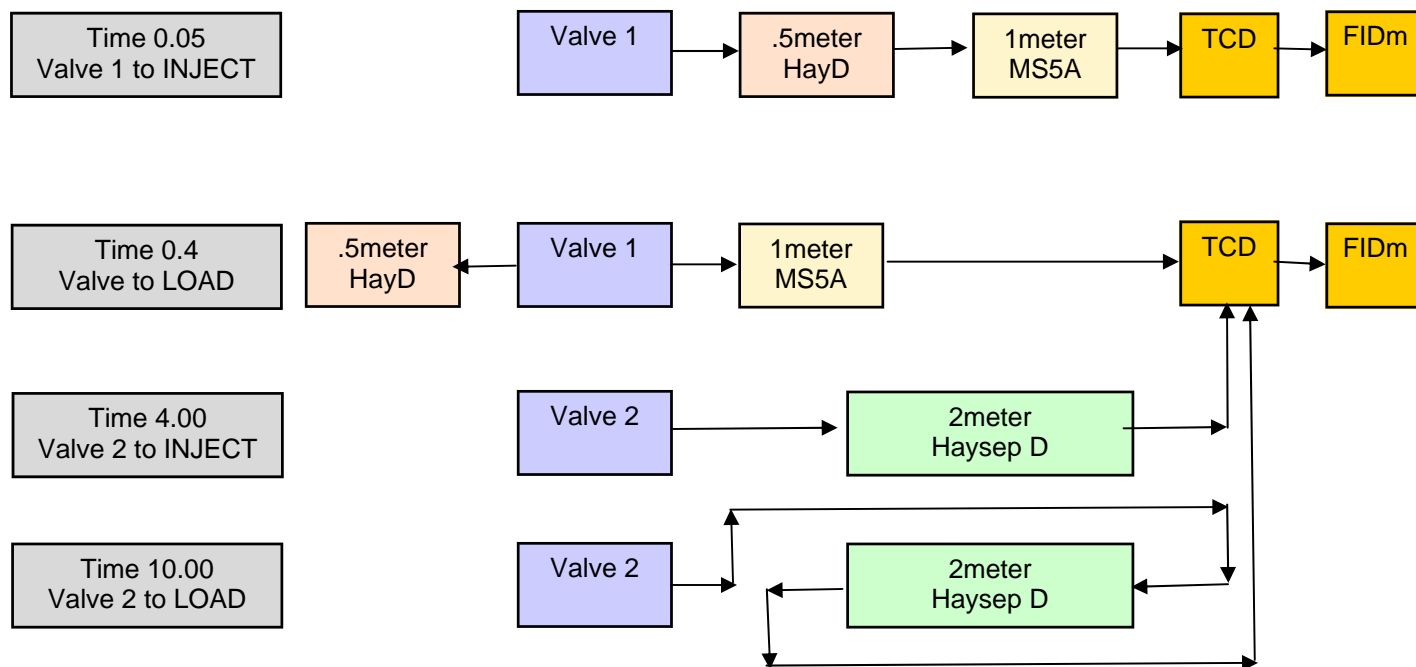 Time 0.05
Valve 1 to INJECT
Valve 1
.5meter
HayD
1meter
MS5A
TCD
FIDm
Time 0.4
Valve to LOAD
.5meter
HayD
Valve 1
1meter
MS5A
TCD
FIDm
Time 4.00
Valve 2 to INJECT
Valve 2
2meter
Haysep D
Time 10.00
Valve 2 to LOAD
Valve 2
2meter
Haysep D